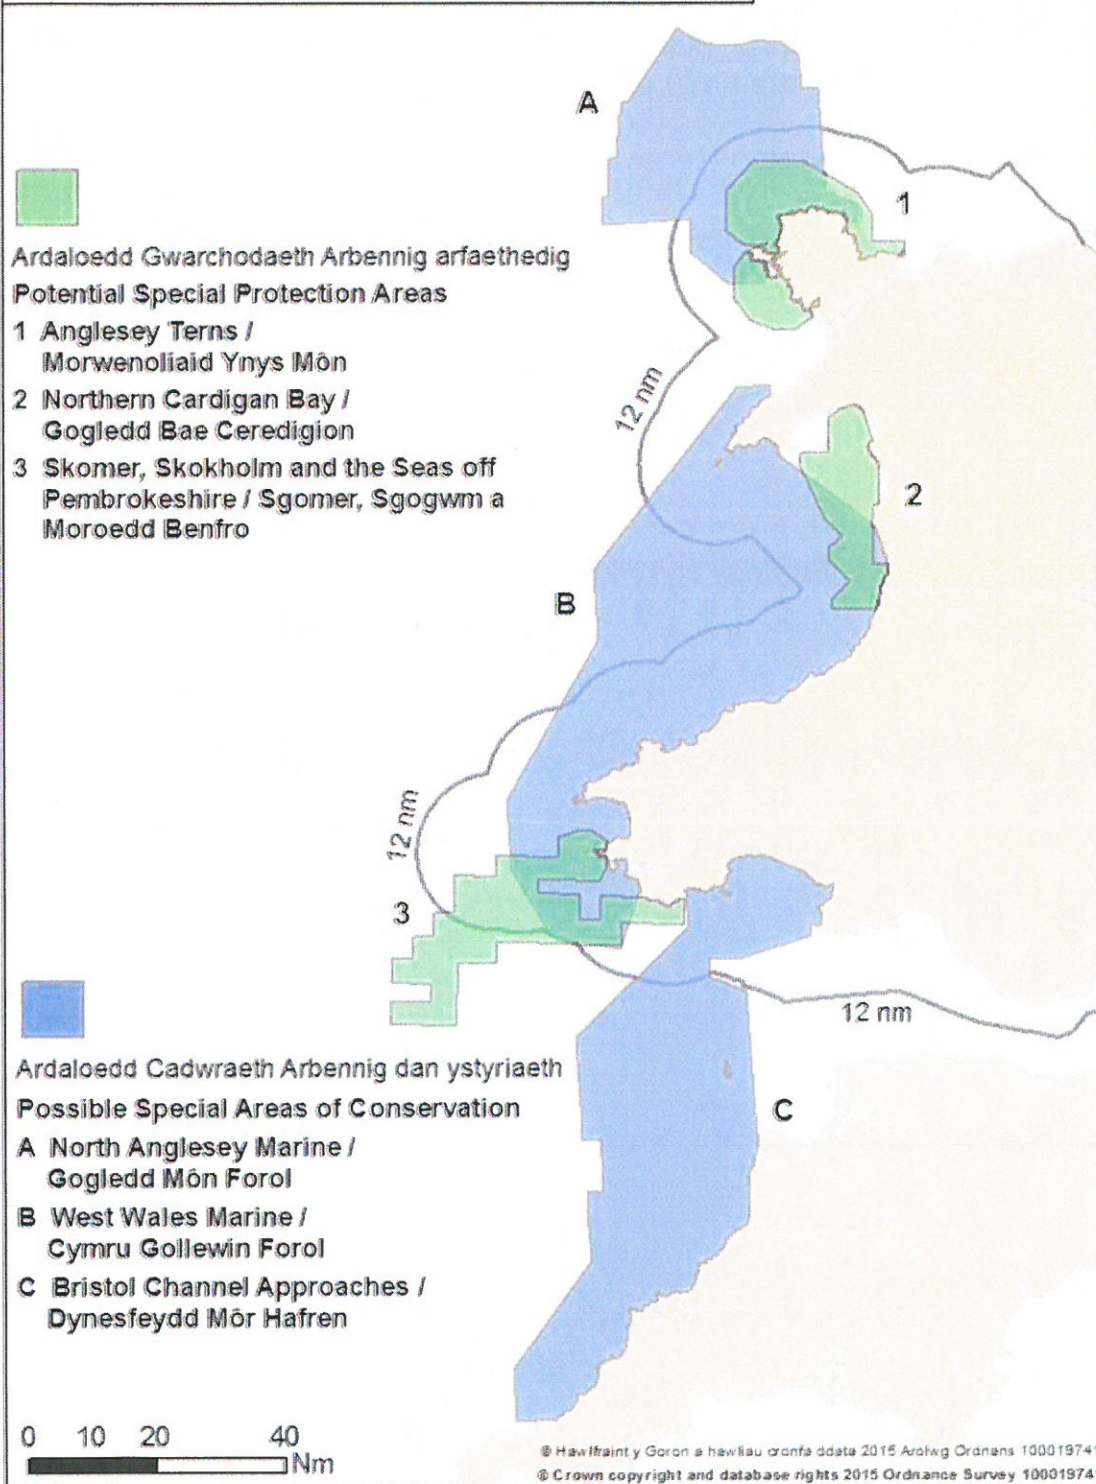 A
1
Ardaloedd Gwarchodaeth Arbennig arfaethedig
Potential Special Protection Areas
1 Anglesey Terns /
Morwenoliaid Ynys Môn
2 Northern Cardigan Bay /
Gogledd Bae Ceredigion
3 Skomer, Skokholm and the Seas off
Pembrokeshire / Sgomer, Sgogwm a
Moroedd Benfro
12 nm
2
B
12 nm
3
12 nm
C
Ardaloedd Cadwraeth Arbennig dan ystyriaeth
Possible Special Areas of Conservation
A North Anglesey Marine /
Gogledd Môn Forol
B West Wales Marine /
Cymru Gollewin Forol
C Bristol Channel Approaches /
Dynesfeydd Môr Hafren
0 10 20 40
Nm
© Hawlfraint y Goron a hawliau cronfa ddata 2015 Arolwg Ordnans 100019741
© Crown copyright and database rights 2015 Ordnance Survey 100019741